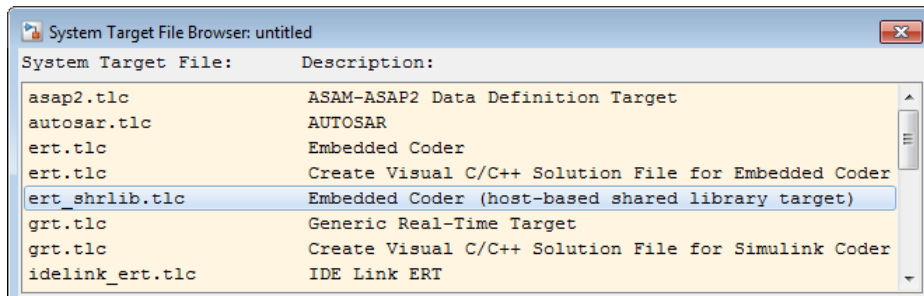 System Target File Browser: untitled
System Target File: Description:
asap2.tlc ASAM-ASAP2 Data Definition Target
autosar.tlc AUTOSAR
ert.tlc Embedded Coder
ert.tlc Create Visual C/C++ Solution File for Embedded Coder
ert_shrlib.tlc Embedded Coder (host-based shared library target)
grt.tlc Generic Real-Time Target
grt.tlc Create Visual C/C++ Solution File for Simulink Coder
idelink_ert.tlc IDE Link ERT